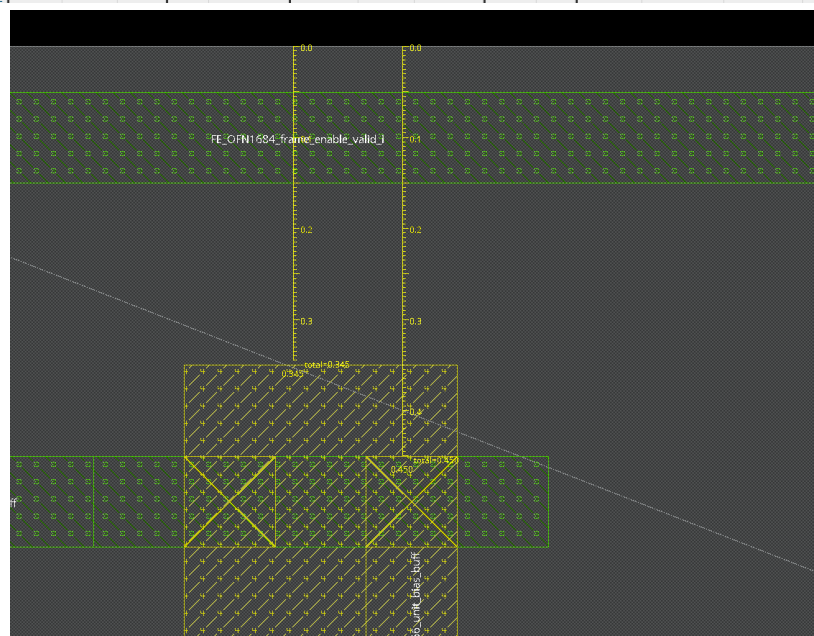 0.0 0.0
FE_OFN1684_frame_enable_valid_i 0.1
0.2 0.2
0.3 0.3
total=0.345
0.345
0.4
total=0.450
0.450
ff
o_unit_bias_buff